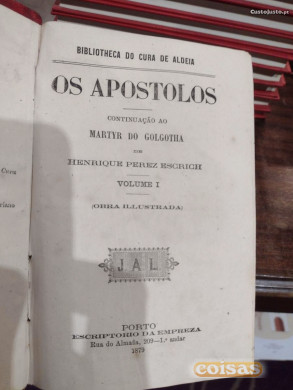 CustoJusto.pt
BIBLIOTHECA DO CURA DE ALDEIA
OS APOSTOLOS
CONTINUAÇÃO AO
MARTYR DO GOLGOTHA
POR
HENRIQUE PEREZ ESCRICH
VOLUME I
(OBRA ILLUSTRADA)
JAL
PORTO
ESCRIPTORIO DA EMPREZA
Rua do Almada, 209—1.º andar
coisas